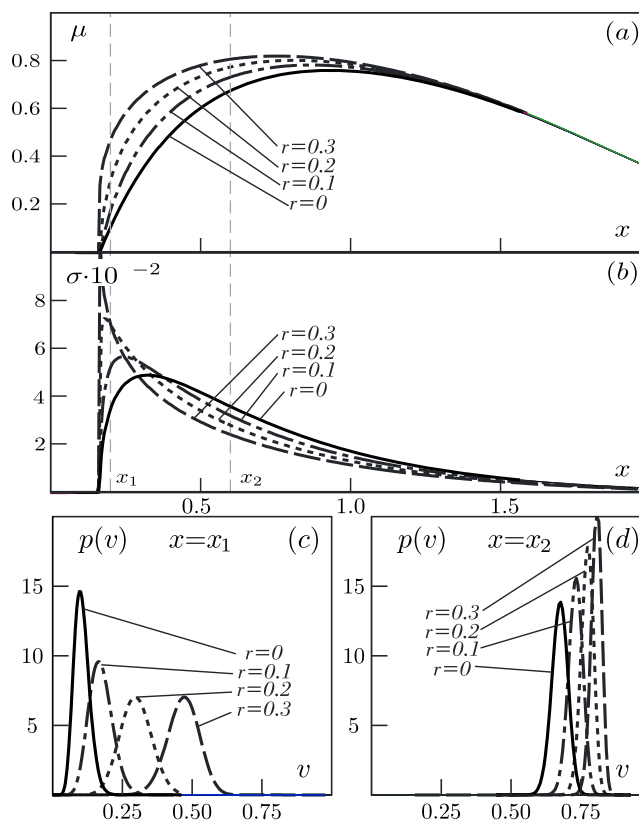 μ (a)
0.8
0.6
0.4
0.2
r=0.3
r=0.2
r=0.1
r=0
x
σ·10 −2 (b)
8
6
4
2
r=0.3
r=0.2
r=0.1
r=0
x₁ x₂ x
0.5 1.0 1.5
p(v) x=x₁ (c)
15
10
5
r=0
r=0.1
r=0.2
r=0.3
v
0.25 0.50 0.75
p(v) x=x₂ (d)
15
10
5
r=0.3
r=0.2
r=0.1
r=0
v
0.25 0.50 0.75